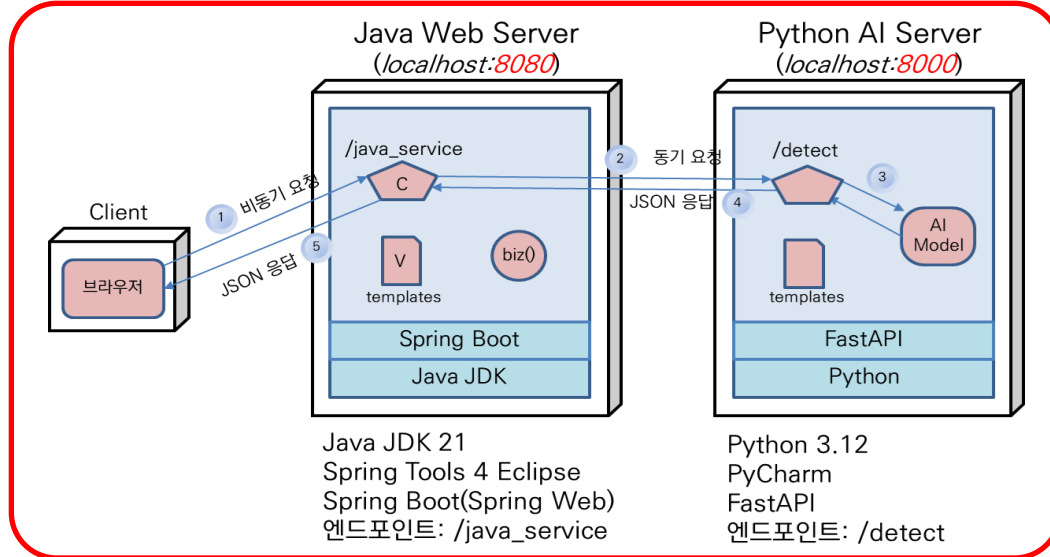 Java Web Server
(localhost:8080)
Python AI Server
(localhost:8000)
/java_service
2
동기 요청
/detect
C
3
JSON 응답
4
1
비동기 요청
Client
5
JSON 응답
브라우저
V
templates
biz()
templates
AI
Model
Spring Boot
Java JDK
FastAPI
Python
Java JDK 21
Spring Tools 4 Eclipse
Spring Boot(Spring Web)
엔드포인트: /java_service
Python 3.12
PyCharm
FastAPI
엔드포인트: /detect